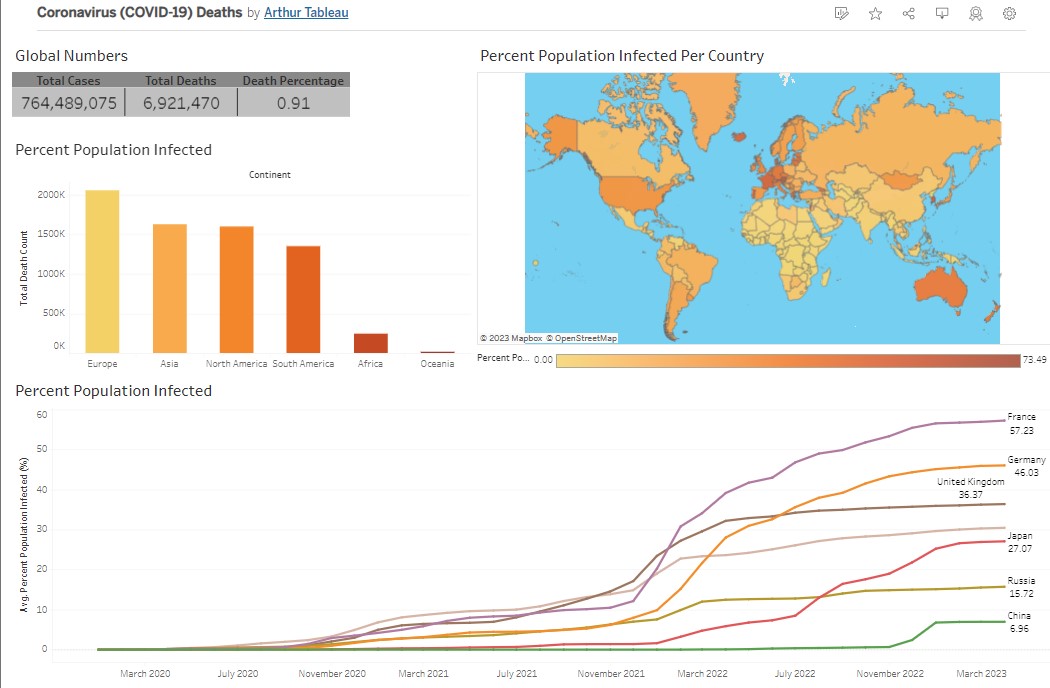 Coronavirus (COVID-19) Deaths by Arthur Tableau
Global Numbers
Total Cases Total Deaths Death Percentage
764,489,075 6,921,470 0.91
Percent Population Infected Per Country
© 2023 Mapbox © OpenStreetMap
Percent Po... 0.00 73.49
Percent Population Infected
Continent
Total Death Count
2000K
1500K
1000K
500K
0K
Europe Asia North America South America Africa Oceania
Percent Population Infected
Avg. Percent Population Infected (%)
60
50
40
30
20
10
0
France
57.23
Germany
46.03
United Kingdom
36.37
Japan
27.07
Russia
15.72
China
6.96
March 2020 July 2020 November 2020 March 2021 July 2021 November 2021 March 2022 July 2022 November 2022 March 2023